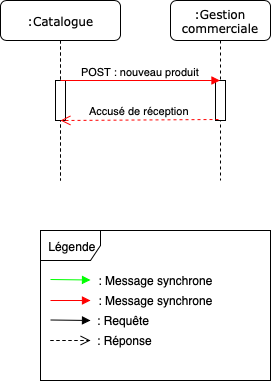 :Catalogue
:Gestion
commerciale
POST : nouveau produit
Accusé de réception
Légende
: Message synchrone
: Message synchrone
: Requête
: Réponse